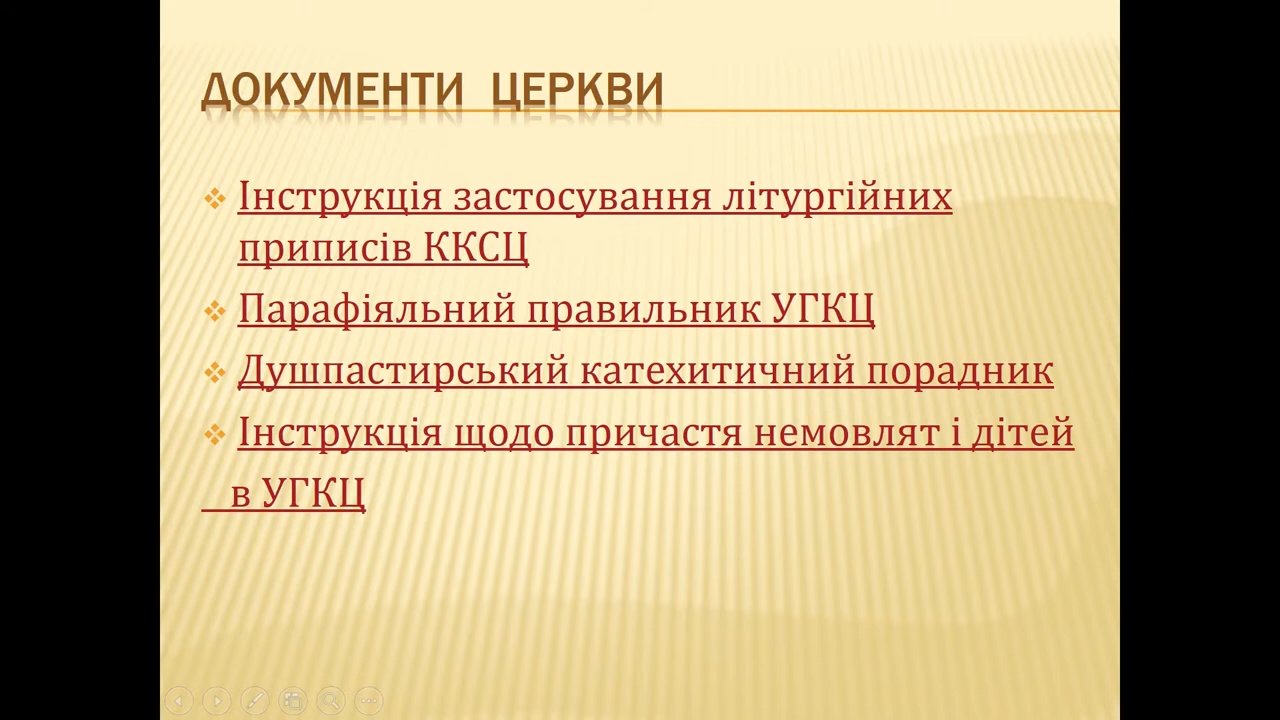 ДОКУМЕНТИ ЦЕРКВИ
Інструкція застосування літургійних
приписів ККСЦ
Парафіяльний правильник УГКЦ
Душпастирський катехитичний порадник
Інструкція щодо причастя немовлят і дітей
в УГКЦ